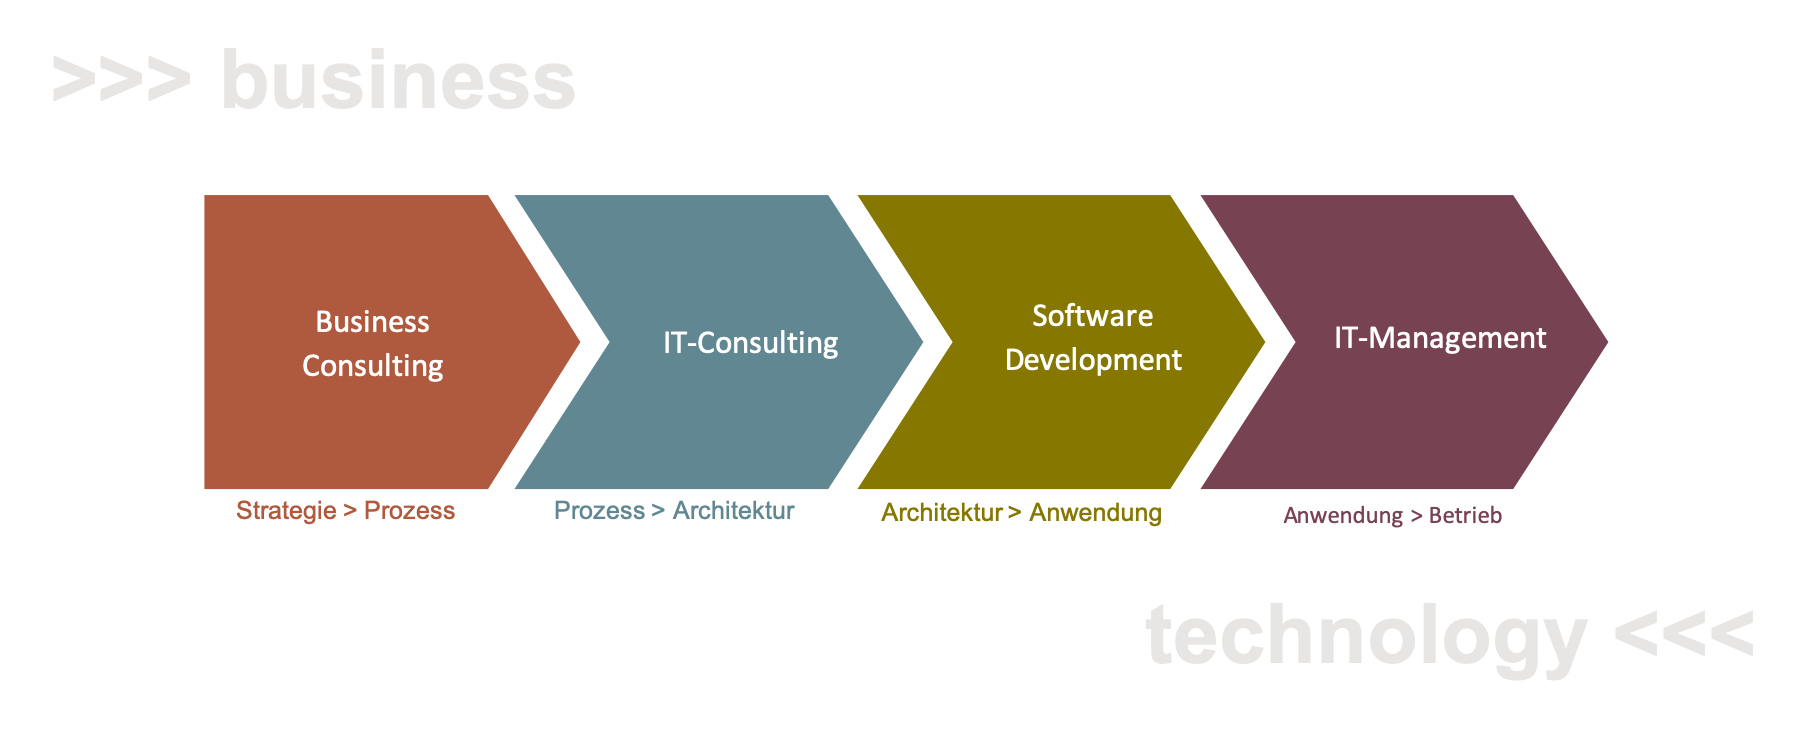 >>> business
Business
Consulting
IT-Consulting
Software
Development
IT-Management
Strategie > Prozess
Prozess > Architektur
Architektur > Anwendung
Anwendung > Betrieb
technology <<<